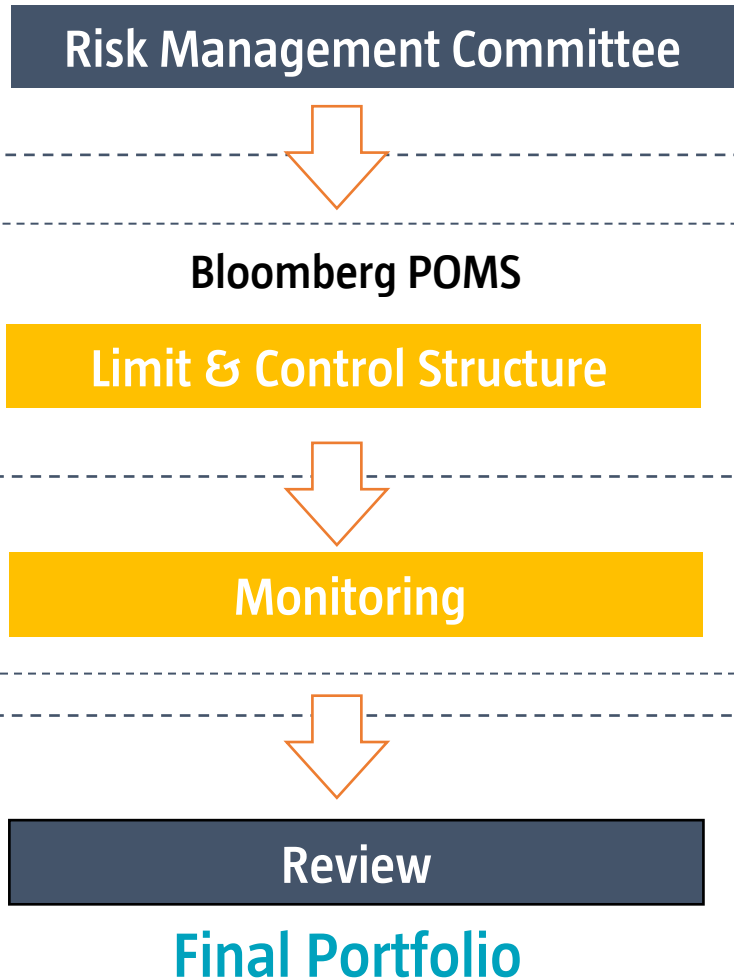 Risk Management Committee
Bloomberg POMS
Limit & Control Structure
Monitoring
Review
Final Portfolio